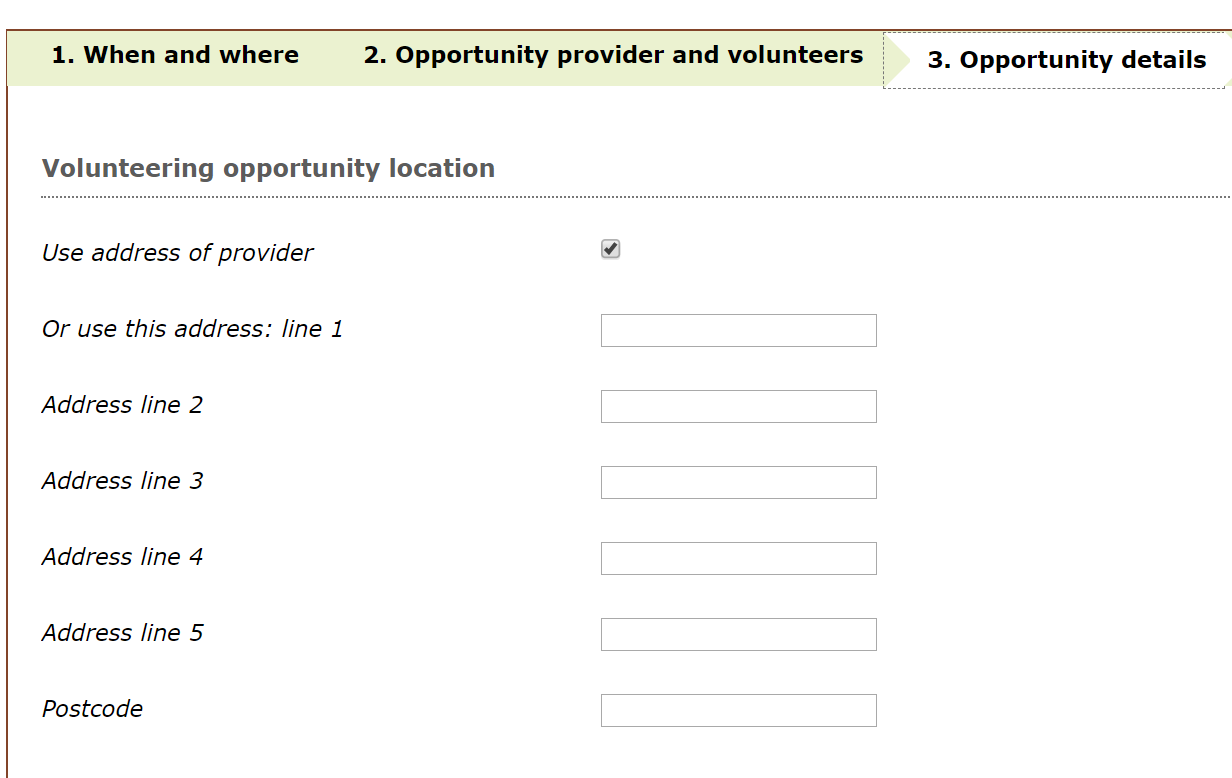 1. When and where 2. Opportunity provider and volunteers 3. Opportunity details
Volunteering opportunity location
Use address of provider
Or use this address: line 1
Address line 2
Address line 3
Address line 4
Address line 5
Postcode